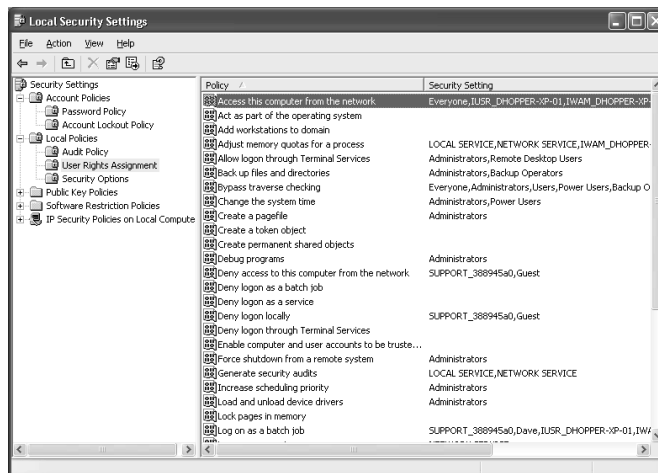 Local Security Settings
File Action View Help
Security Settings
Account Policies
Password Policy
Account Lockout Policy
Local Policies
Audit Policy
User Rights Assignment
Security Options
Public Key Policies
Software Restriction Policies
IP Security Policies on Local Compute
Policy Security Setting
Access this computer from the network Everyone,IUSR_DHOPPER-XP-01,IWAM_DHOPPER-XP-
Act as part of the operating system
Add workstations to domain
Adjust memory quotas for a process LOCAL SERVICE,NETWORK SERVICE,IWAM_DHOPPER-
Allow logon through Terminal Services Administrators,Remote Desktop Users
Back up files and directories Administrators,Backup Operators
Bypass traverse checking Everyone,Administrators,Users,Power Users,Backup O
Change the system time Administrators,Power Users
Create a pagefile Administrators
Create a token object
Create permanent shared objects
Debug programs Administrators
Deny access to this computer from the network SUPPORT_388945a0,Guest
Deny logon as a batch job
Deny logon as a service
Deny logon locally SUPPORT_388945a0,Guest
Deny logon through Terminal Services
Enable computer and user accounts to be truste...
Force shutdown from a remote system Administrators
Generate security audits LOCAL SERVICE,NETWORK SERVICE
Increase scheduling priority Administrators
Load and unload device drivers Administrators
Lock pages in memory
Log on as a batch job SUPPORT_388945a0,Dave,IUSR_DHOPPER-XP-01,IWA